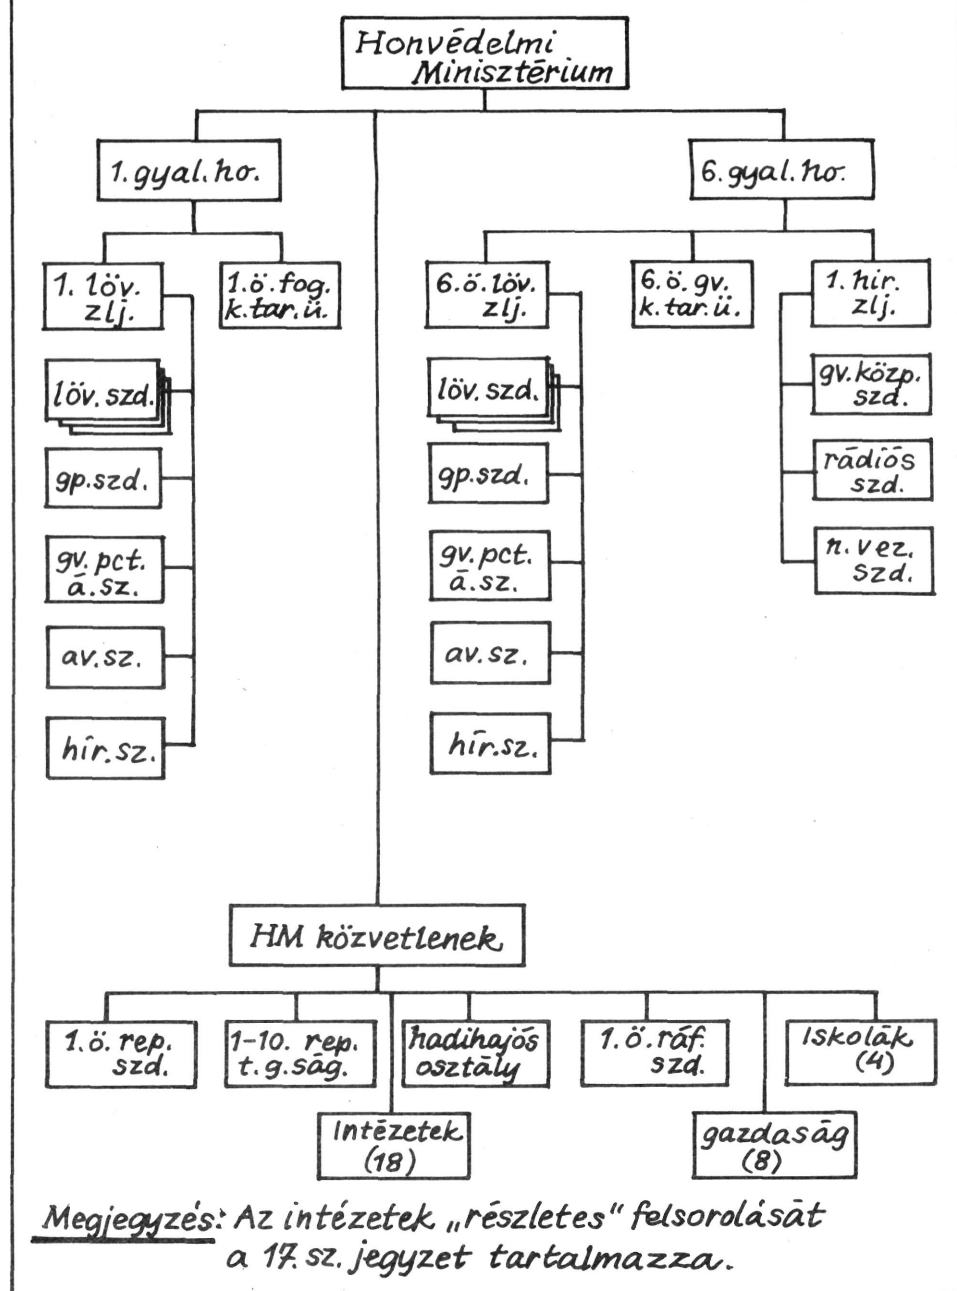 Honvédelmi
Minisztérium
1. gyal. ho.
6. gyal. ho.
1. löv.
zlj.
1. ö. fog.
k. tar. ü.
6. ö. löv.
zlj.
6. ö. gv.
k. tar. ü.
1. hir.
zlj.
löv. szd.
gp. szd.
gv. pct.
á. sz.
av. sz.
hír. sz.
löv. szd.
gp. szd.
gv. pct.
á. sz.
av. sz.
hír. sz.
gv. közp.
szd.
rádiós
szd.
n. vez.
szd.
HM közvetlenek
1. ö. rep.
szd.
1-10. rep.
t. g. ság.
hadihajós
osztály
1. ö. ráf.
szd.
Iskolák
(4)
Intézetek
(18)
gazdaság
(8)
Megjegyzés: Az intézetek „részletes" felsorolását
a 17. sz. jegyzet tartalmazza.